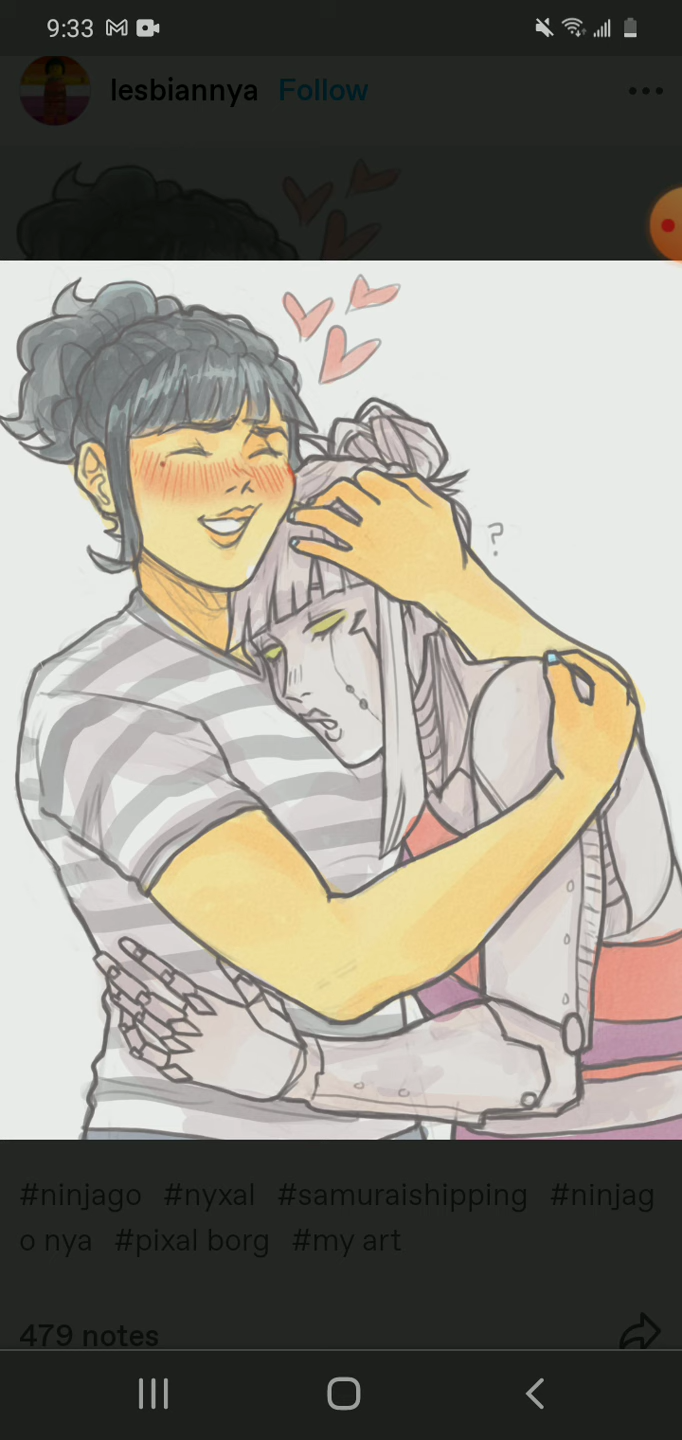 9:33
lesbiannya Follow
?
#ninjago #nyxal #samuraishipping #ninjag
o nya #pixal borg #my art
479 notes